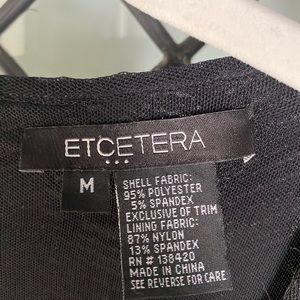 ETCETERA
M
SHELL FABRIC:
95% POLYESTER
5% SPANDEX
EXCLUSIVE OF TRIM
LINING FABRIC:
87% NYLON
13% SPANDEX
RN # 138420
MADE IN CHINA
SEE REVERSE FOR CARE